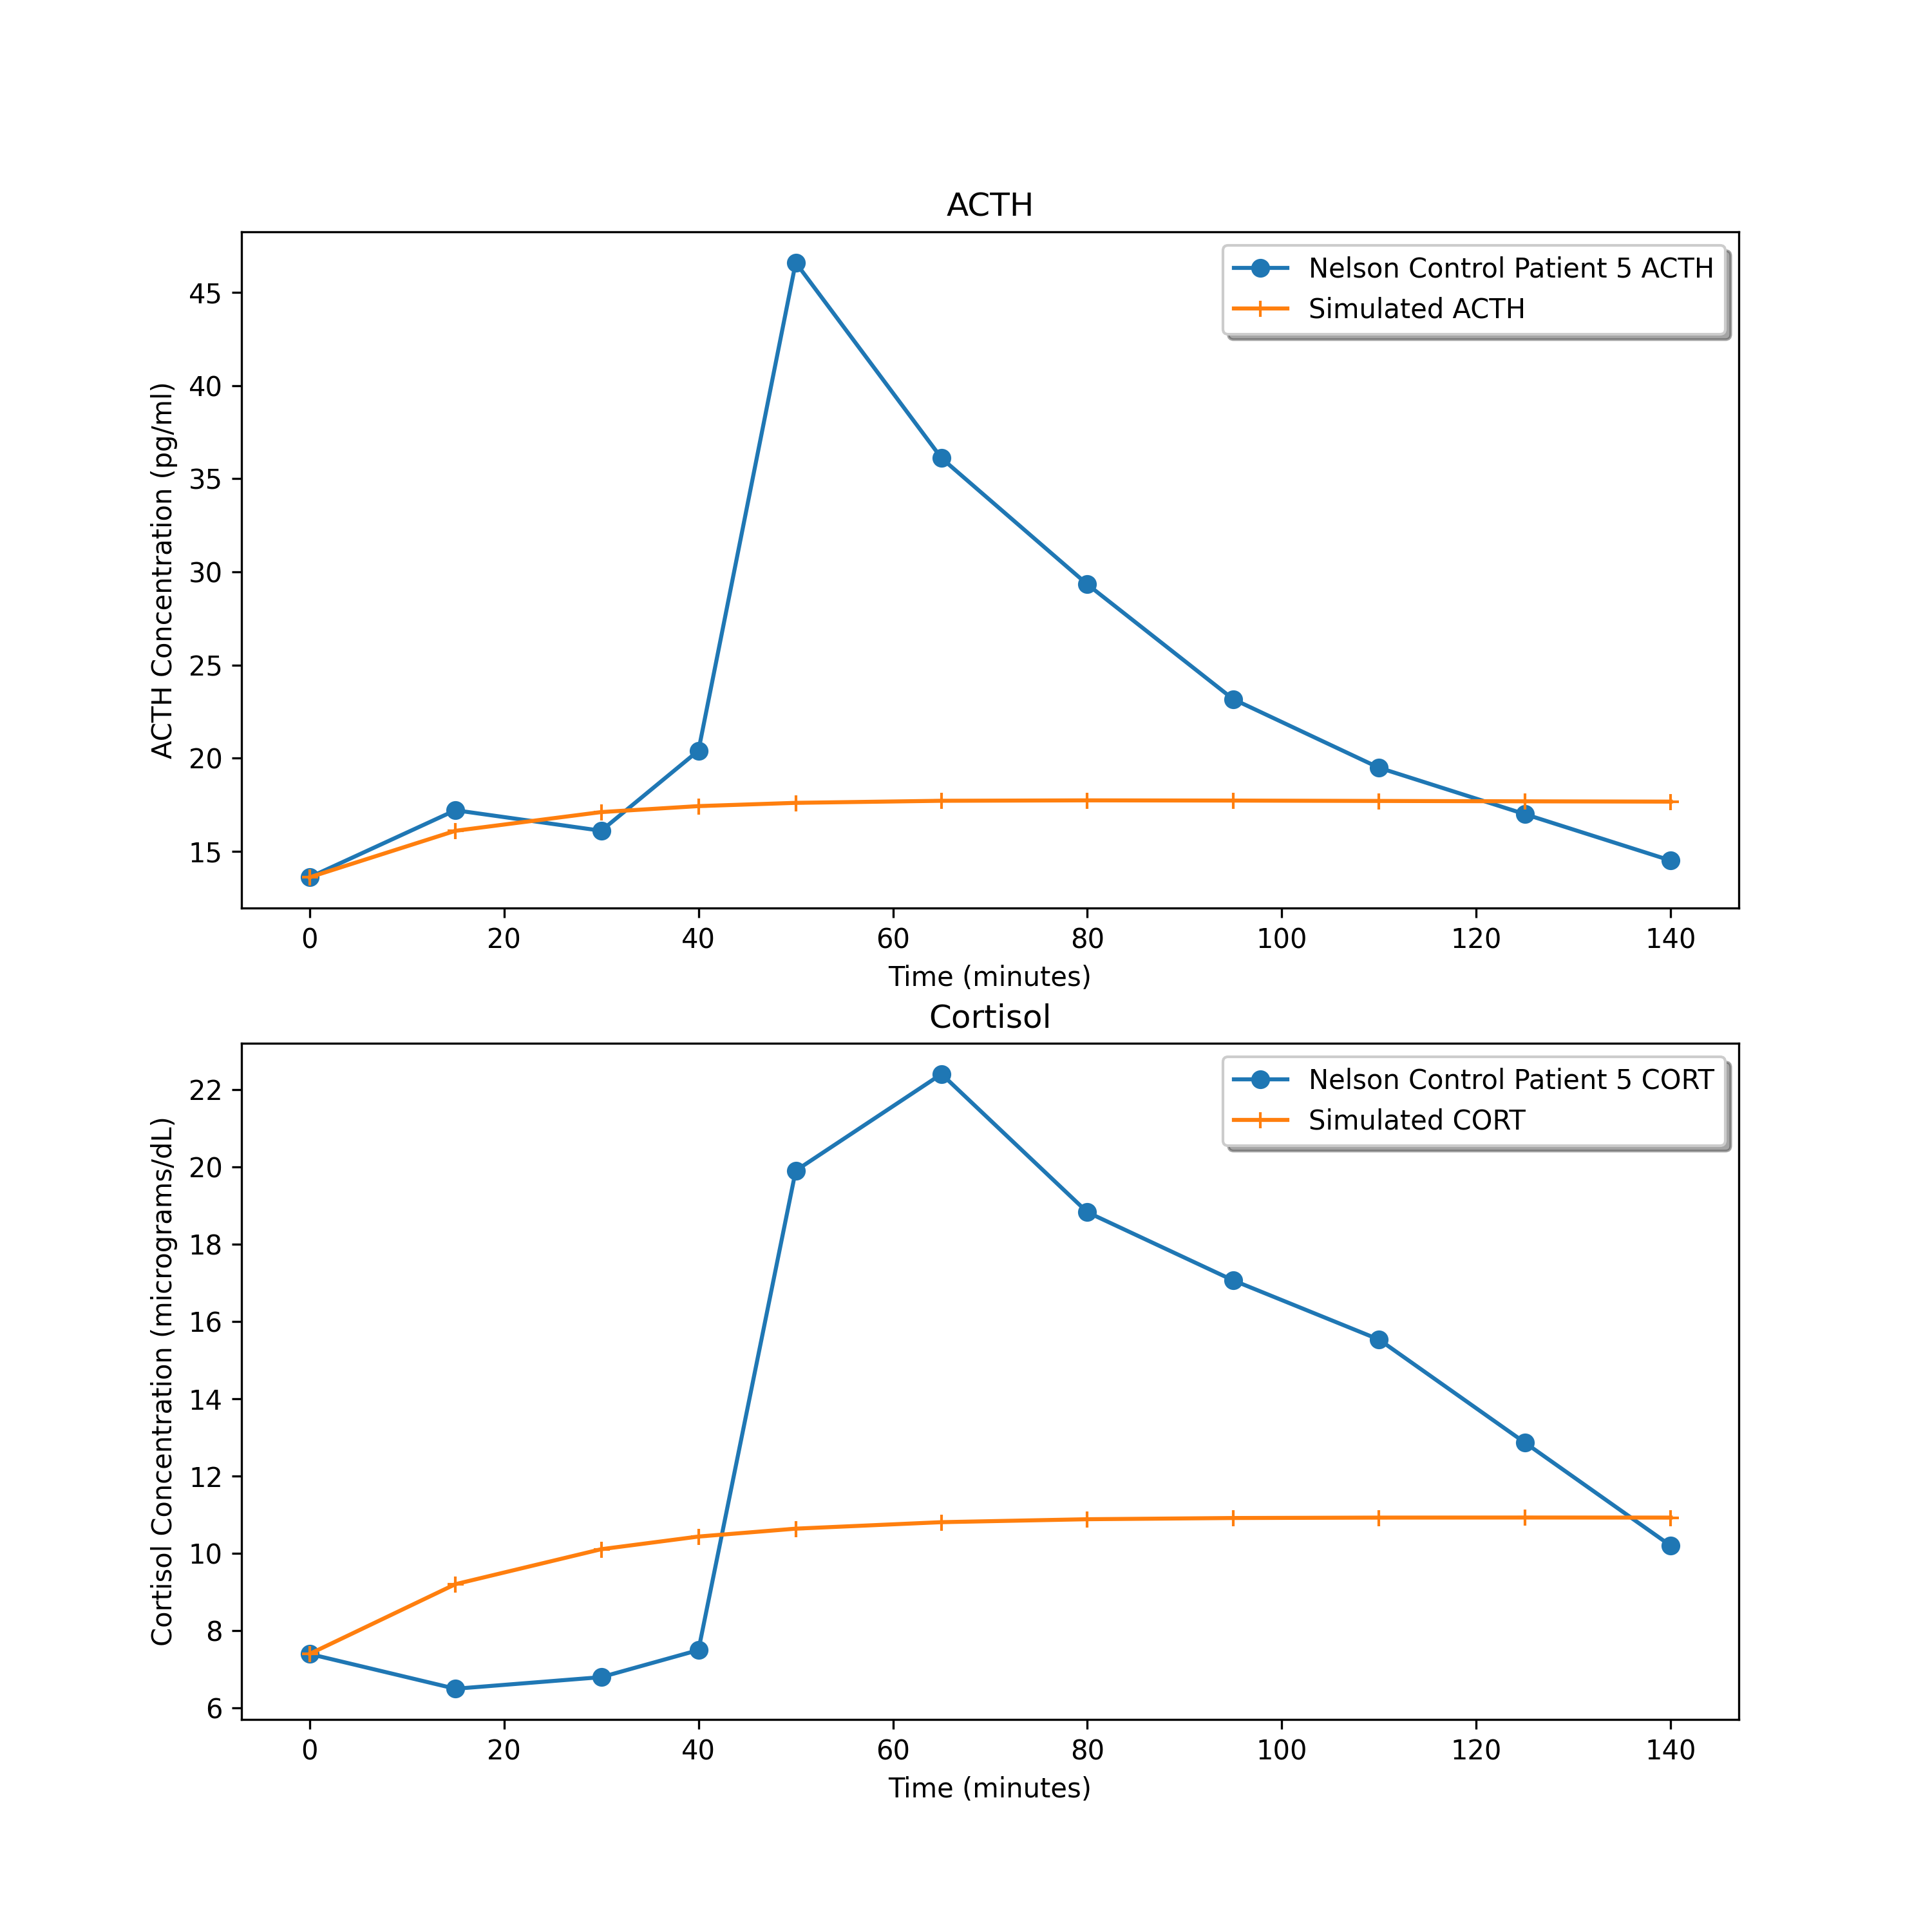 ACTH
Nelson Control Patient 5 ACTH
Simulated ACTH
ACTH Concentration (pg/ml)
45
40
35
30
25
20
15
0 20 40 60 80 100 120 140
Time (minutes)
Cortisol
Nelson Control Patient 5 CORT
Simulated CORT
Cortisol Concentration (micrograms/dL)
22
20
18
16
14
12
10
8
6
0 20 40 60 80 100 120 140
Time (minutes)